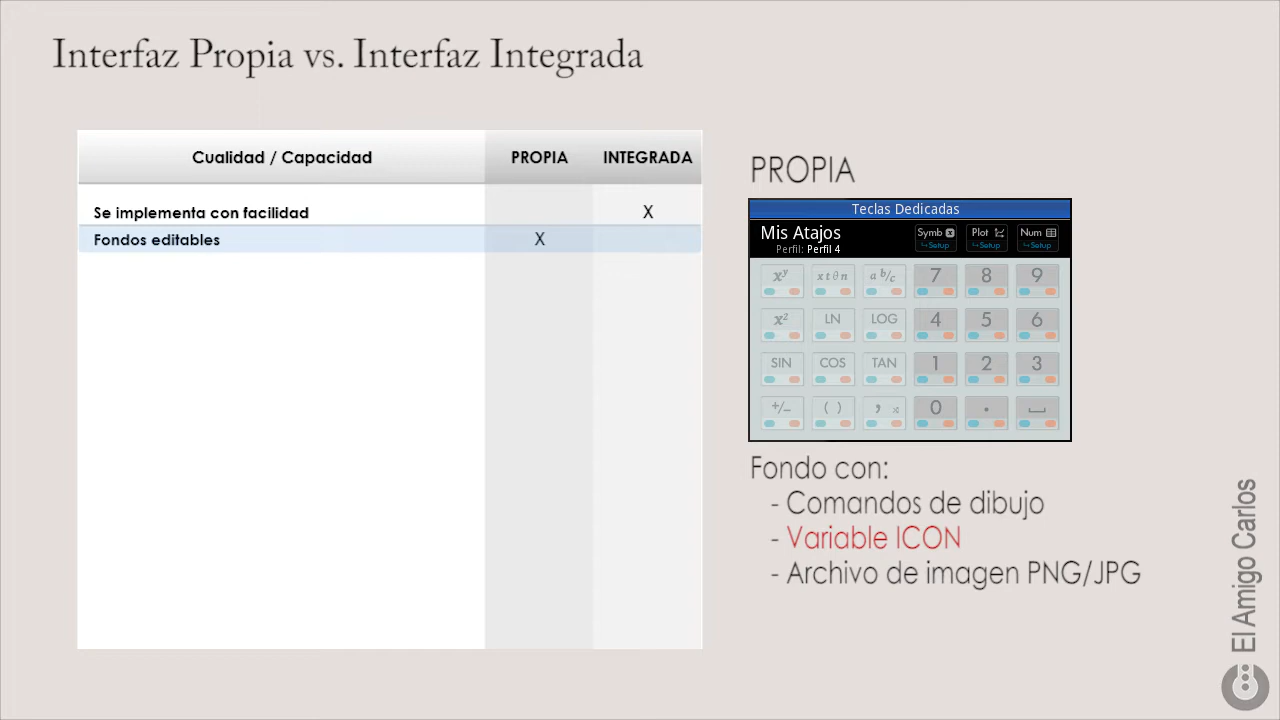 Interfaz Propia vs. Interfaz Integrada
Cualidad / Capacidad PROPIA INTEGRADA
Se implementa con facilidad X
Fondos editables X
PROPIA
Teclas Dedicadas
Mis Atajos
Perfil: Perfil 4
Symb Plot Num
↳Setup ↳Setup ↳Setup
xʸ x t θ n a b/c 7 8 9
x² LN LOG 4 5 6
SIN COS TAN 1 2 3
+/− ( ) , 0 .
Fondo con:
- Comandos de dibujo
- Variable ICON
- Archivo de imagen PNG/JPG
El Amigo Carlos